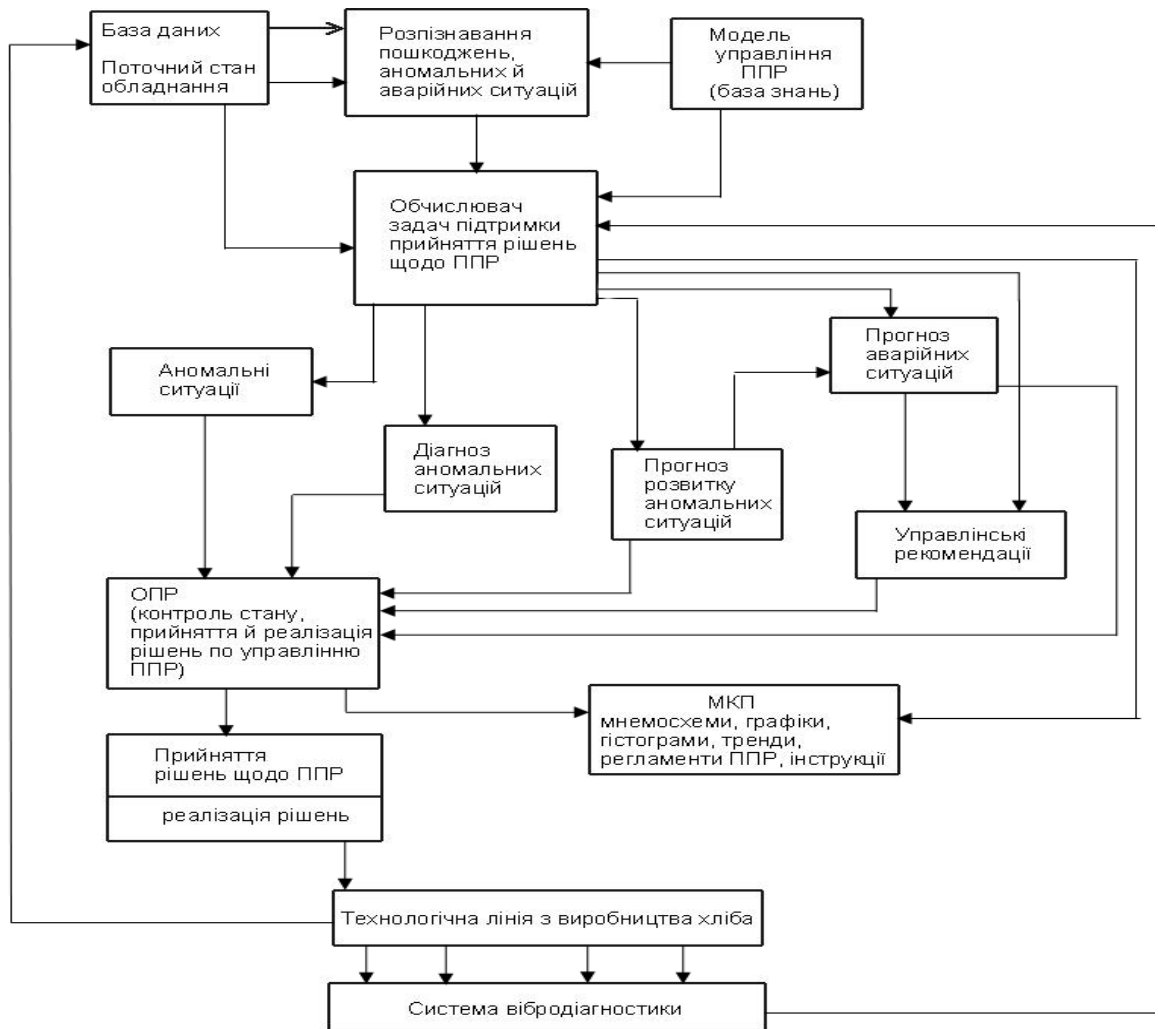 База даних
Поточний стан
обладнання
Розпізнавання
пошкоджень,
аномальних й
аварійних ситуацій
Модель
управління
ППР
(база знань)
Обчислювач
задач підтримки
прийняття рішень
щодо ППР
Аномальні
ситуації
Діагноз
аномальних
ситуацій
Прогноз
розвитку
аномальних
ситуацій
Прогноз
аварійних
ситуацій
Управлінські
рекомендації
ОПР
(контроль стану,
прийняття й реалізація
рішень по управлінню
ППР)
МКП
мнемосхеми, графіки,
гістограми, тренди,
регламенти ППР, інструкції
Прийняття
рішень щодо ППР
реалізація рішень
Технологічна лінія з виробництва хліба
Система вібродіагностики